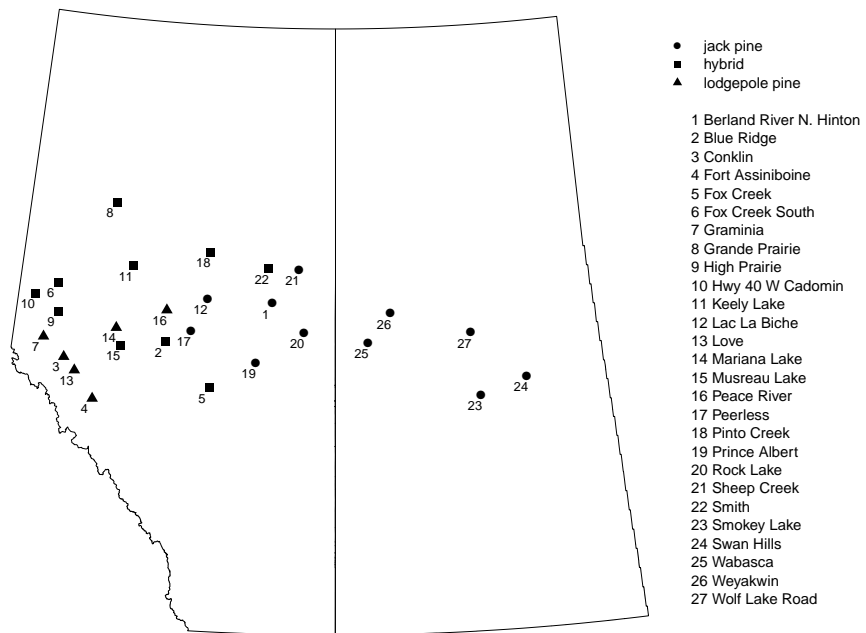 jack pine
hybrid
lodgepole pine
1 Berland River N. Hinton
2 Blue Ridge
3 Conklin
4 Fort Assiniboine
5 Fox Creek
6 Fox Creek South
7 Graminia
8 Grande Prairie
9 High Prairie
10 Hwy 40 W Cadomin
11 Keely Lake
12 Lac La Biche
13 Love
14 Mariana Lake
15 Musreau Lake
16 Peace River
17 Peerless
18 Pinto Creek
19 Prince Albert
20 Rock Lake
21 Sheep Creek
22 Smith
23 Smokey Lake
24 Swan Hills
25 Wabasca
26 Weyakwin
27 Wolf Lake Road
8
18
11
22
21
6
10
12
1
16
9
26
14
17
20
27
7
15
2
25
3
19
13
24
5
23
4